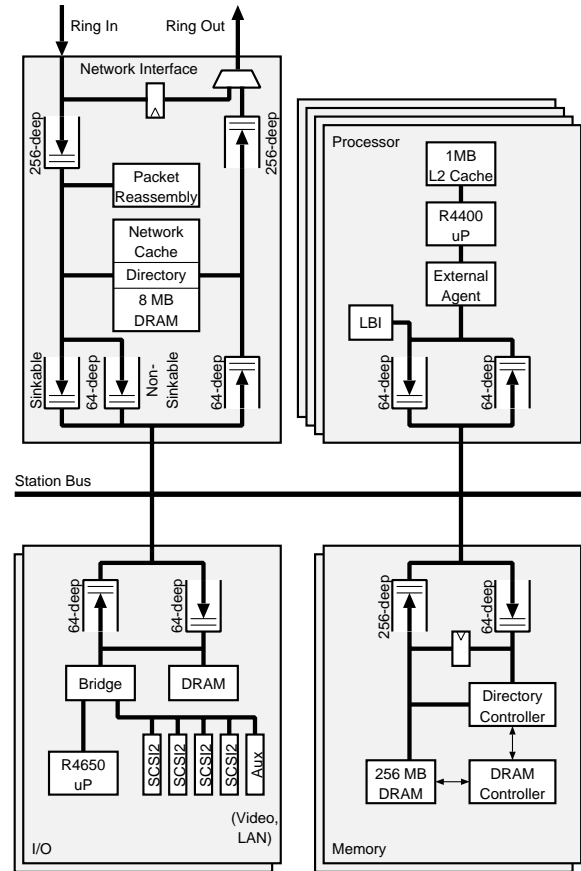 Ring In
Ring Out
Network Interface
256-deep
256-deep
Packet
Reassembly
Network
Cache
Directory
8 MB
DRAM
Sinkable
64-deep
Non-
Sinkable
64-deep
Processor
1MB
L2 Cache
R4400
uP
External
Agent
LBI
64-deep
64-deep
Station Bus
64-deep
64-deep
Bridge
DRAM
R4650
uP
SCSI2
SCSI2
SCSI2
SCSI2
Aux
(Video,
LAN)
I/O
256-deep
64-deep
Directory
Controller
256 MB
DRAM
DRAM
Controller
Memory